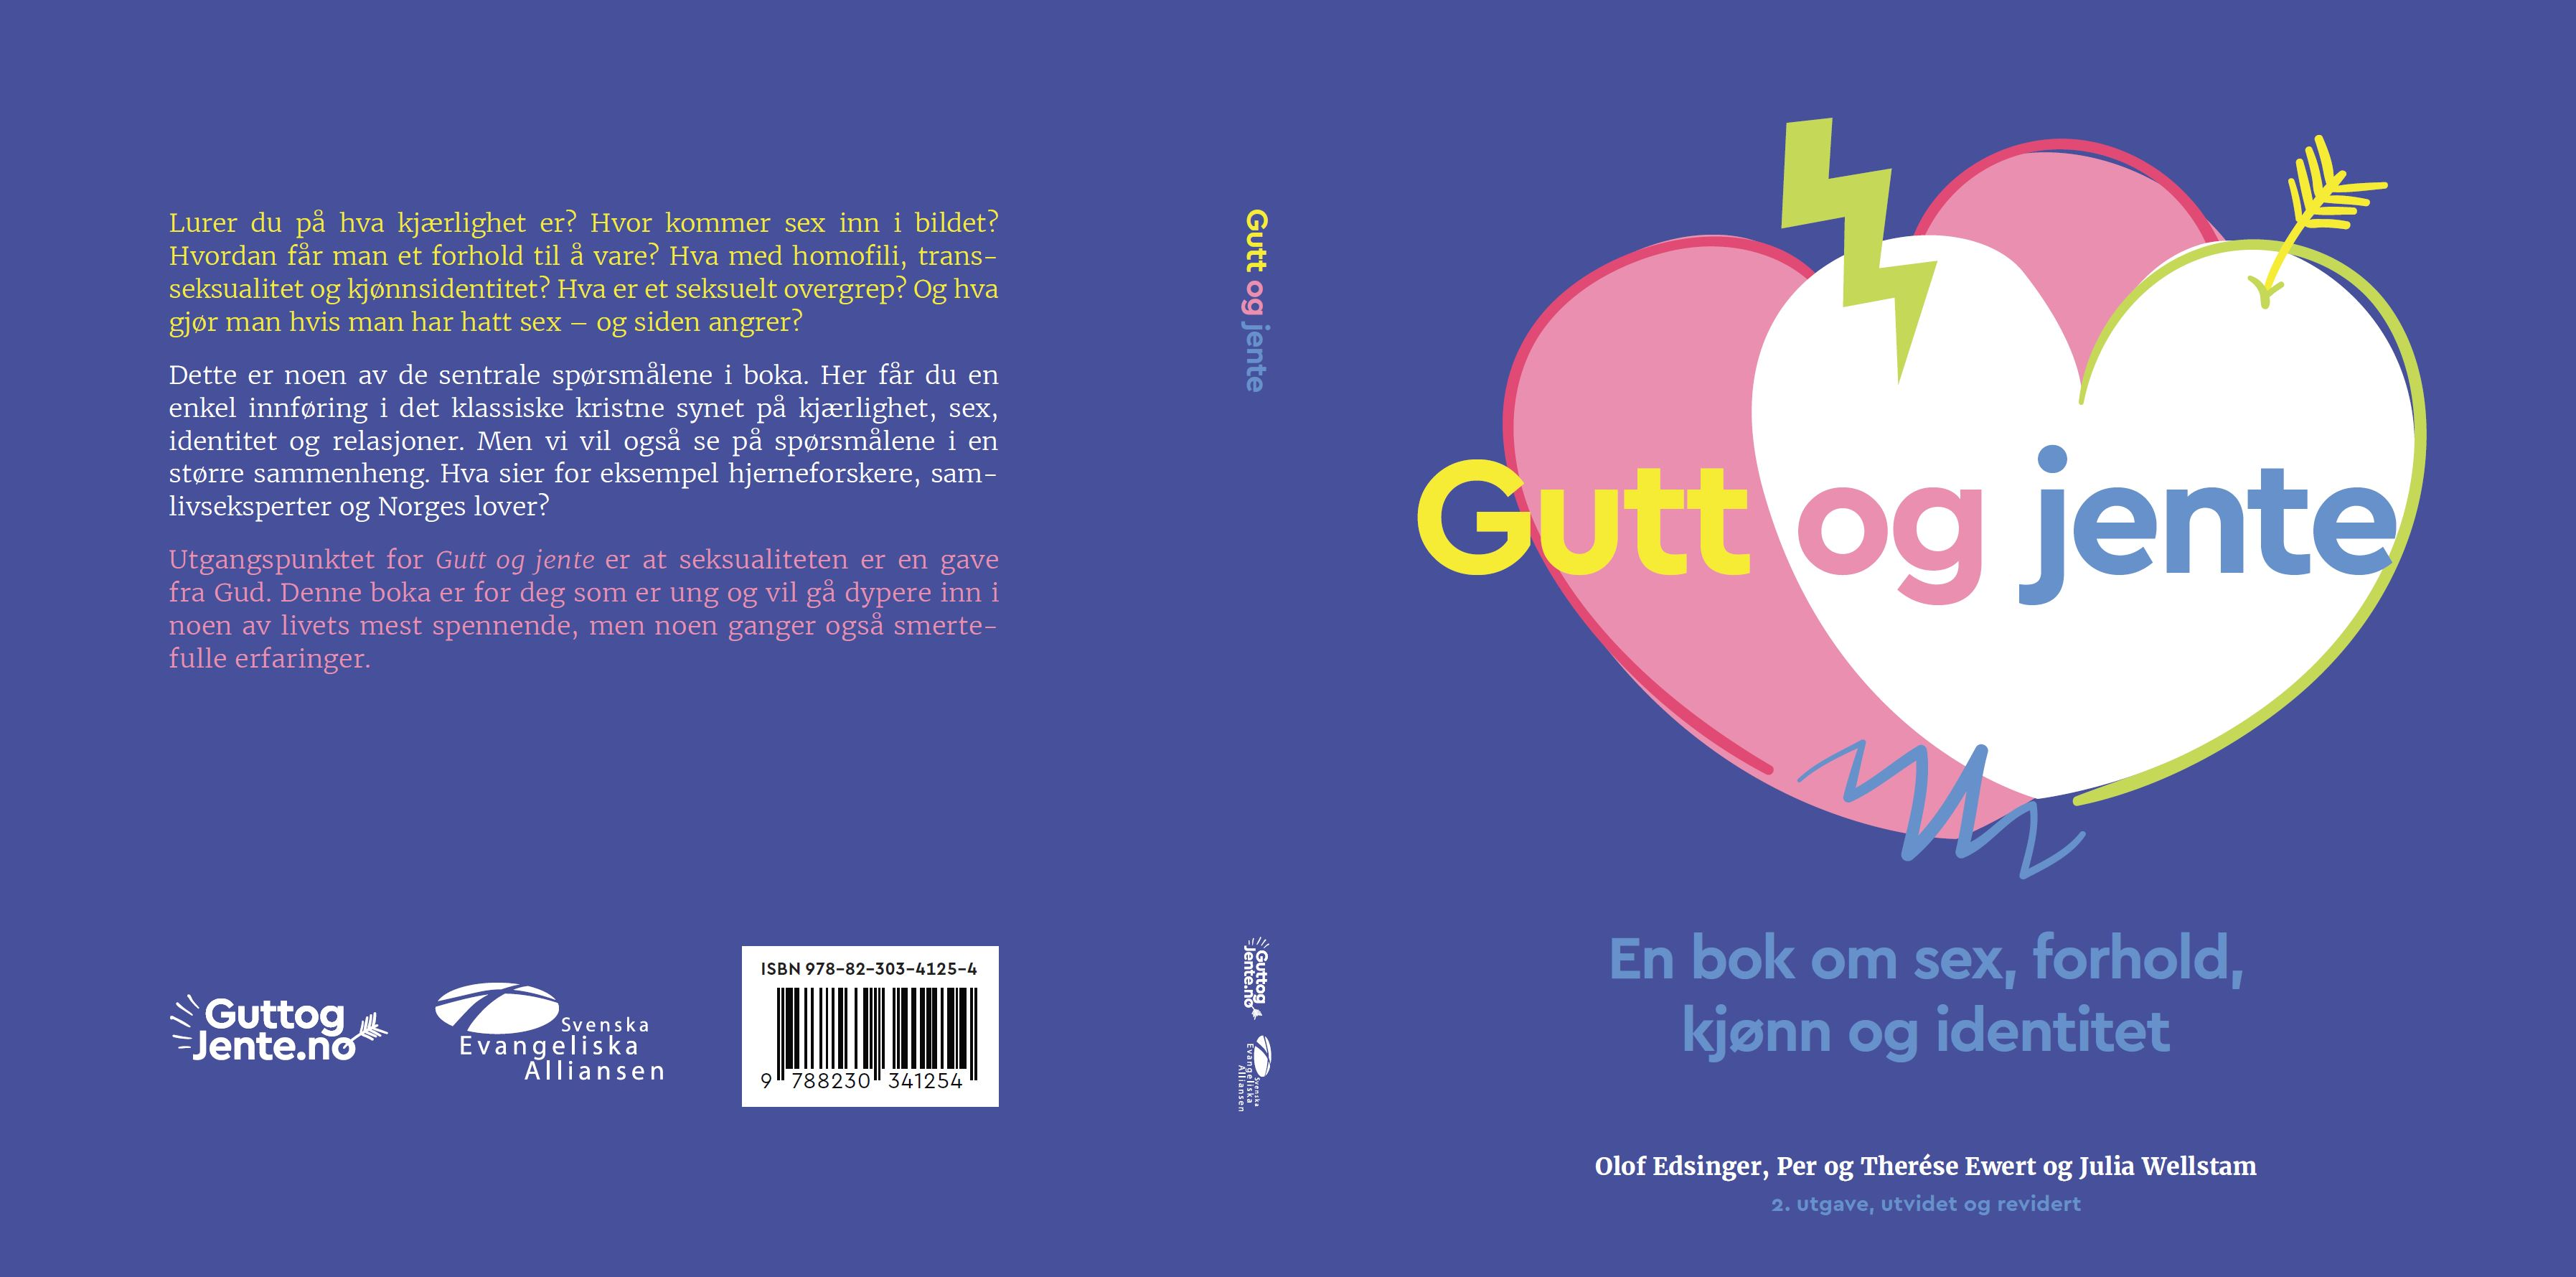 Lurer du på hva kjærlighet er? Hvor kommer sex inn i bildet?
Hvordan får man et forhold til å vare? Hva med homofili, trans-
seksualitet og kjønnsidentitet? Hva er et seksuelt overgrep? Og hva
gjør man hvis man har hatt sex – og siden angrer?
Dette er noen av de sentrale spørsmålene i boka. Her får du en
enkel innføring i det klassiske kristne synet på kjærlighet, sex,
identitet og relasjoner. Men vi vil også se på spørsmålene i en
større sammenheng. Hva sier for eksempel hjerneforskere, sam-
livseksperter og Norges lover?
Utgangspunktet for Gutt og jente er at seksualiteten er en gave
fra Gud. Denne boka er for deg som er ung og vil gå dypere inn i
noen av livets mest spennende, men noen ganger også smerte-
fulle erfaringer.
Guttog
Jente.no
Svenska
Evangeliska
Alliansen
ISBN 978-82-303-4125-4
9 788230 341254
Gutt og jente
Guttog
Jente.no
Svenska
Evangeliska
Alliansen
Gutt og jente
En bok om sex, forhold,
kjønn og identitet
Olof Edsinger, Per og Therése Ewert og Julia Wellstam
2. utgave, utvidet og revidert